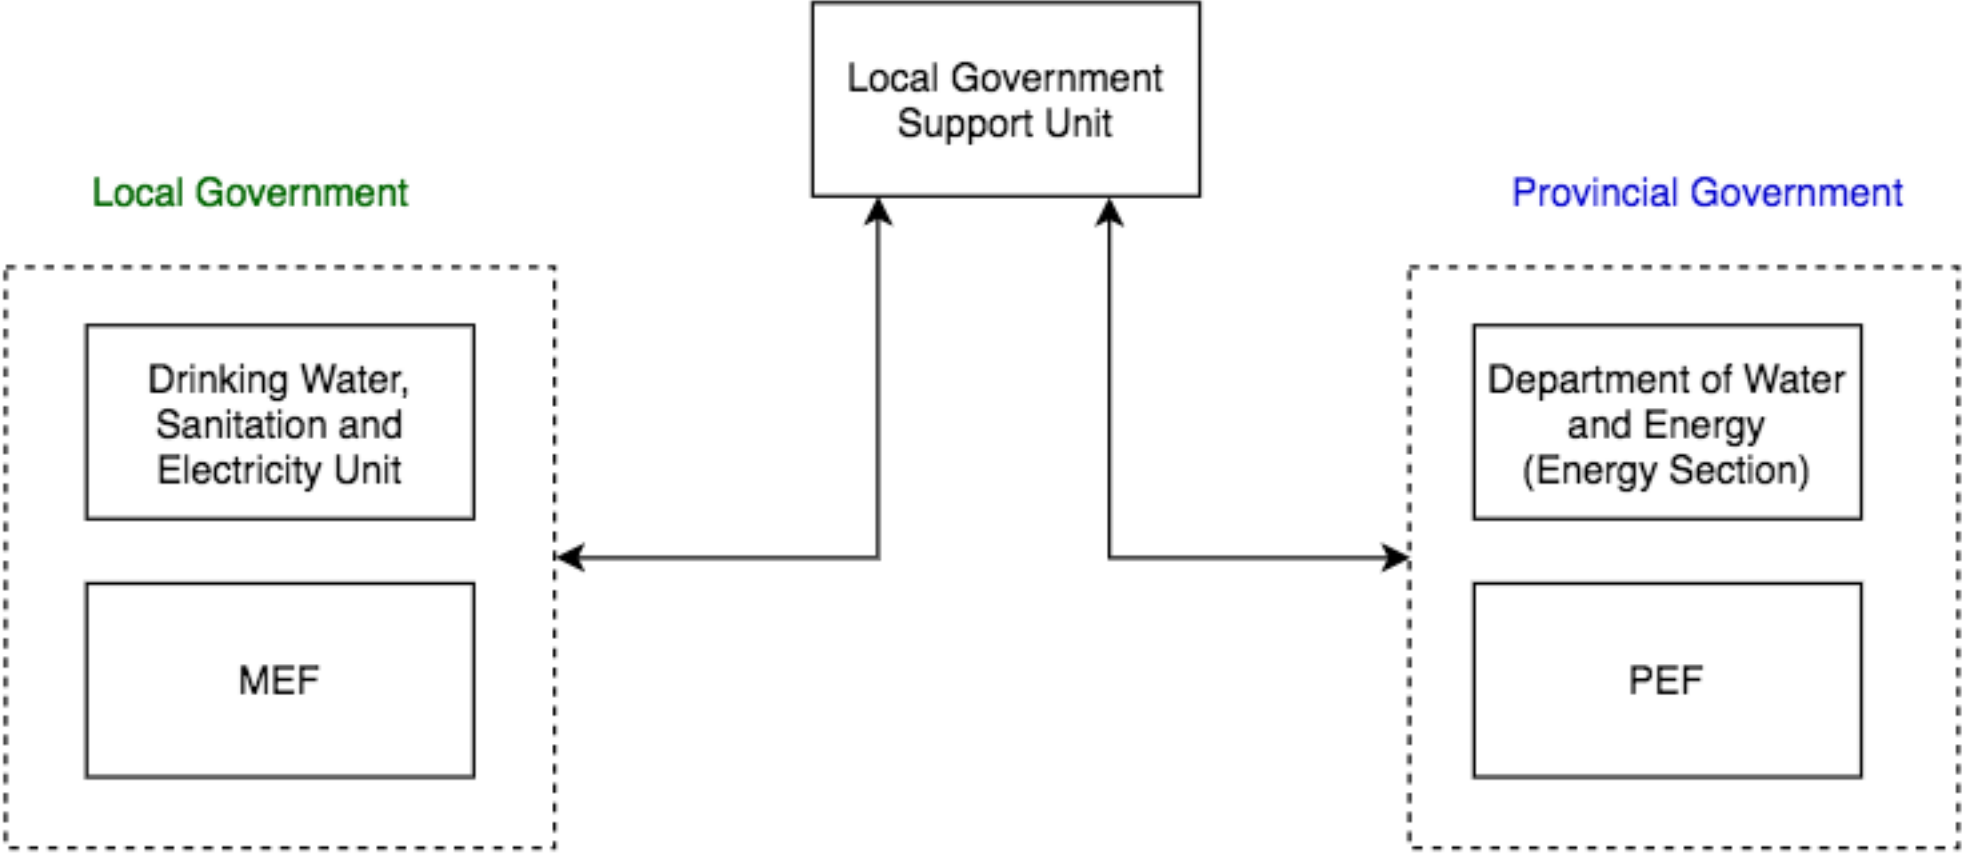 Local Government
Support Unit
Local Government
Provincial Government
Drinking Water,
Sanitation and
Electricity Unit
MEF
Department of Water
and Energy
(Energy Section)
PEF